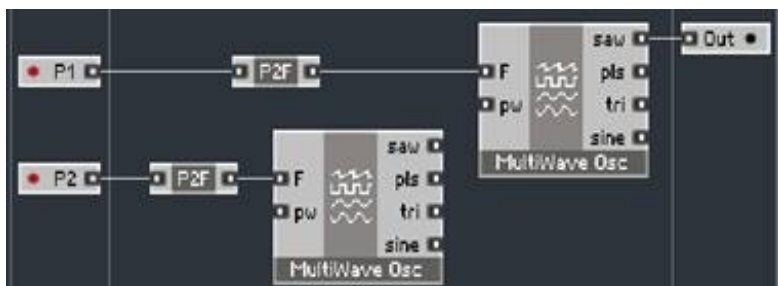 saw Out
P1 P2F F pls
pw tri
sine
MultiWave Osc
saw
P2 P2F F pls
pw tri
sine
MultiWave Osc